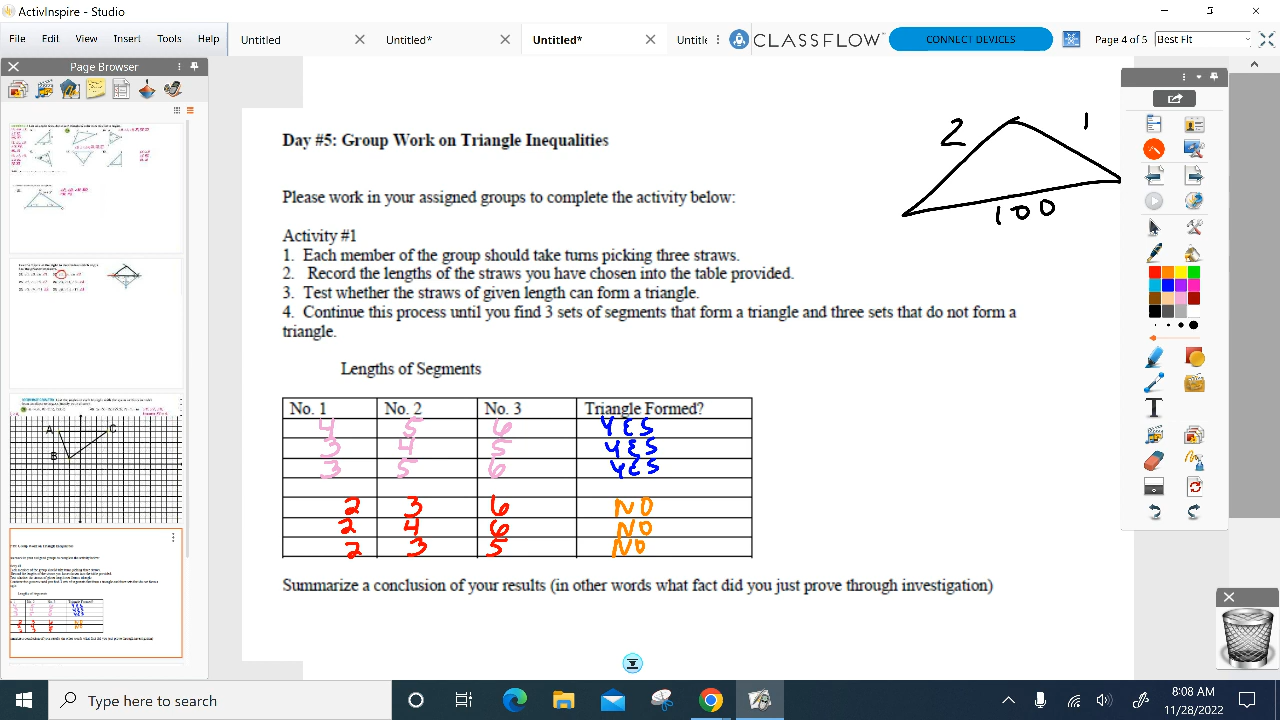 ActivInspire - Studio
File Edit View Insert Tools Help
Untitled
Untitled*
Untitled*
CLASSFLOW
CONNECT DEVICES
Page 4 of 5
Best Fit
Page Browser
Day #5: Group Work on Triangle Inequalities
2
1
100
Please work in your assigned groups to complete the activity below:
Activity #1
1. Each member of the group should take turns picking three straws.
2. Record the lengths of the straws you have chosen into the table provided.
3. Test whether the straws of given length can form a triangle.
4. Continue this process until you find 3 sets of segments that form a triangle and three sets that do not form a
triangle.
Lengths of Segments
No. 1 No. 2 No. 3 Triangle Formed?
4 5 6 YES
3 4 5 YES
3 5 6 YES
2 3 6 NO
2 4 6 NO
2 3 5 NO
Summarize a conclusion of your results (in other words what fact did you just prove through investigation)
A C
B
Type here to search
8:08 AM
11/28/2022